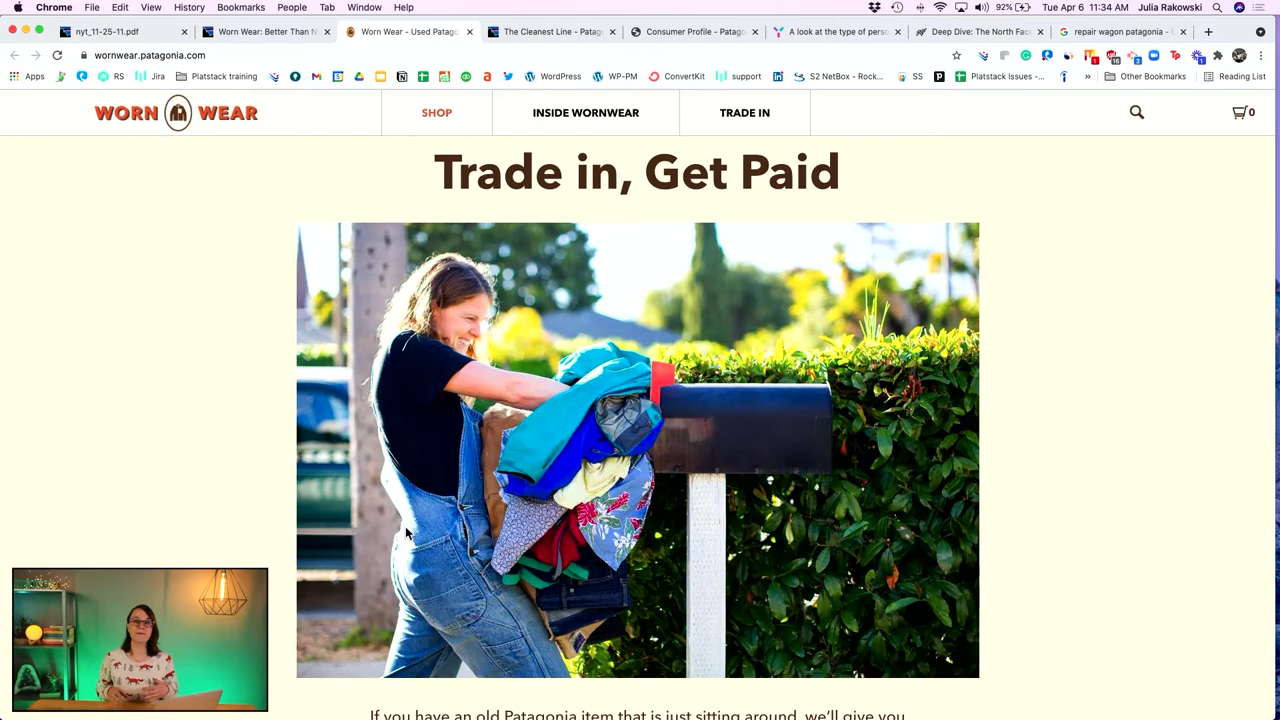 Chrome File Edit View History Bookmarks People Tab Window Help 92% Tue Apr 6 11:34 AM Julia Rakowski
nyt_11-25-11.pdf Worn Wear: Better Than N Worn Wear - Used Patago The Cleanest Line - Patag Consumer Profile - Patago A look at the type of perso Deep Dive: The North Fac repair wagon patagonia -
wornwear.patagonia.com
Apps RS Jira Platstack training WordPress WP-PM ConvertKit support S2 NetBox - Rock... SS Platstack Issues -... » Other Bookmarks Reading List
WORN WEAR SHOP INSIDE WORNWEAR TRADE IN 0
Trade in, Get Paid
If you have an old Patagonia item that is just sitting around, we'll give you